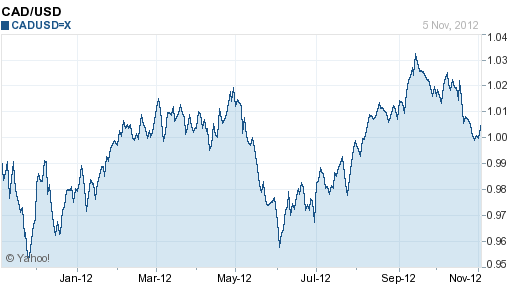 CAD/USD
CADUSD=X
5 Nov, 2012
1.04
1.03
1.02
1.01
1.00
0.99
0.98
0.97
0.96
0.95
© Yahoo!
Jan-12 Mar-12 May-12 Jul-12 Sep-12 Nov-12